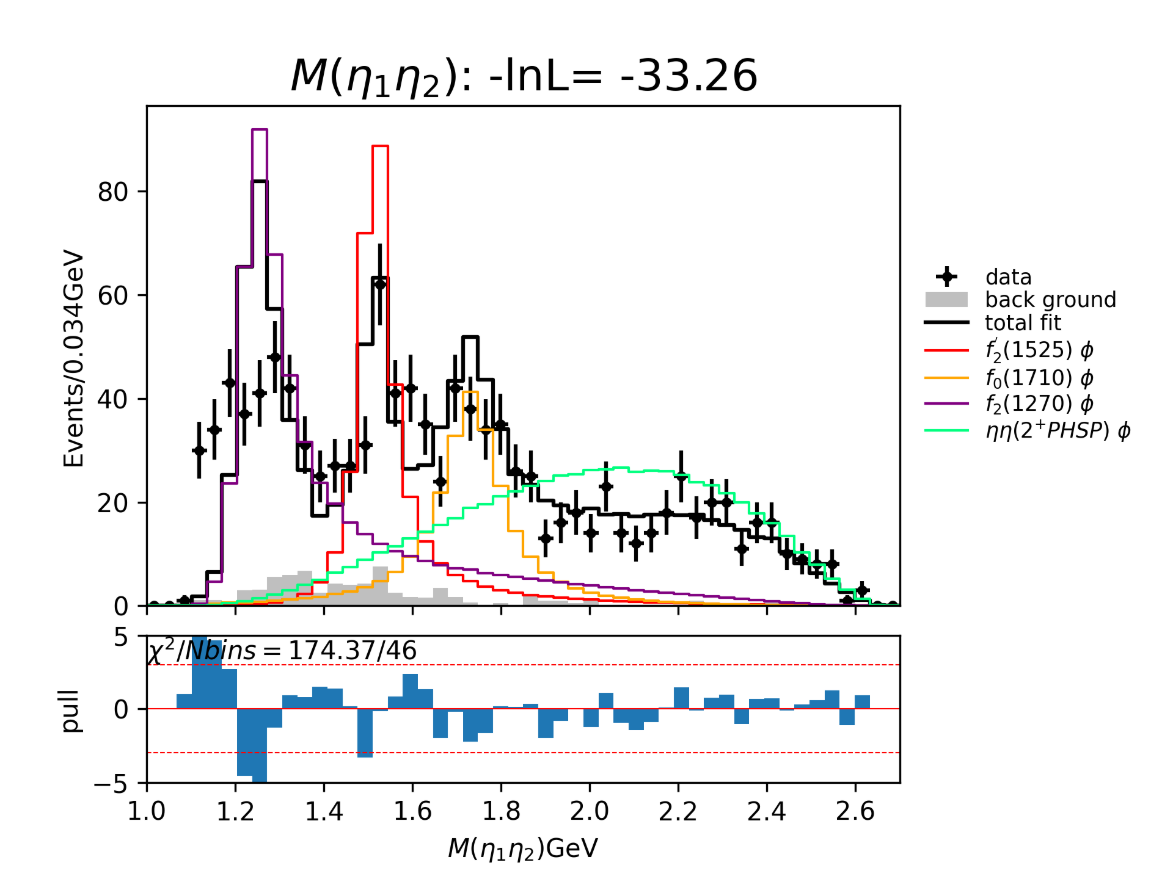 M(η₁η₂): -lnL= -33.26
Events/0.034GeV
80
60
40
20
0
data
back ground
total fit
f₂′(1525) ϕ
f₀(1710) ϕ
f₂(1270) ϕ
ηη(2⁺PHSP) ϕ
χ²/Nbins = 174.37/46
pull
5
0
−5
1.0 1.2 1.4 1.6 1.8 2.0 2.2 2.4 2.6
M(η₁η₂)GeV